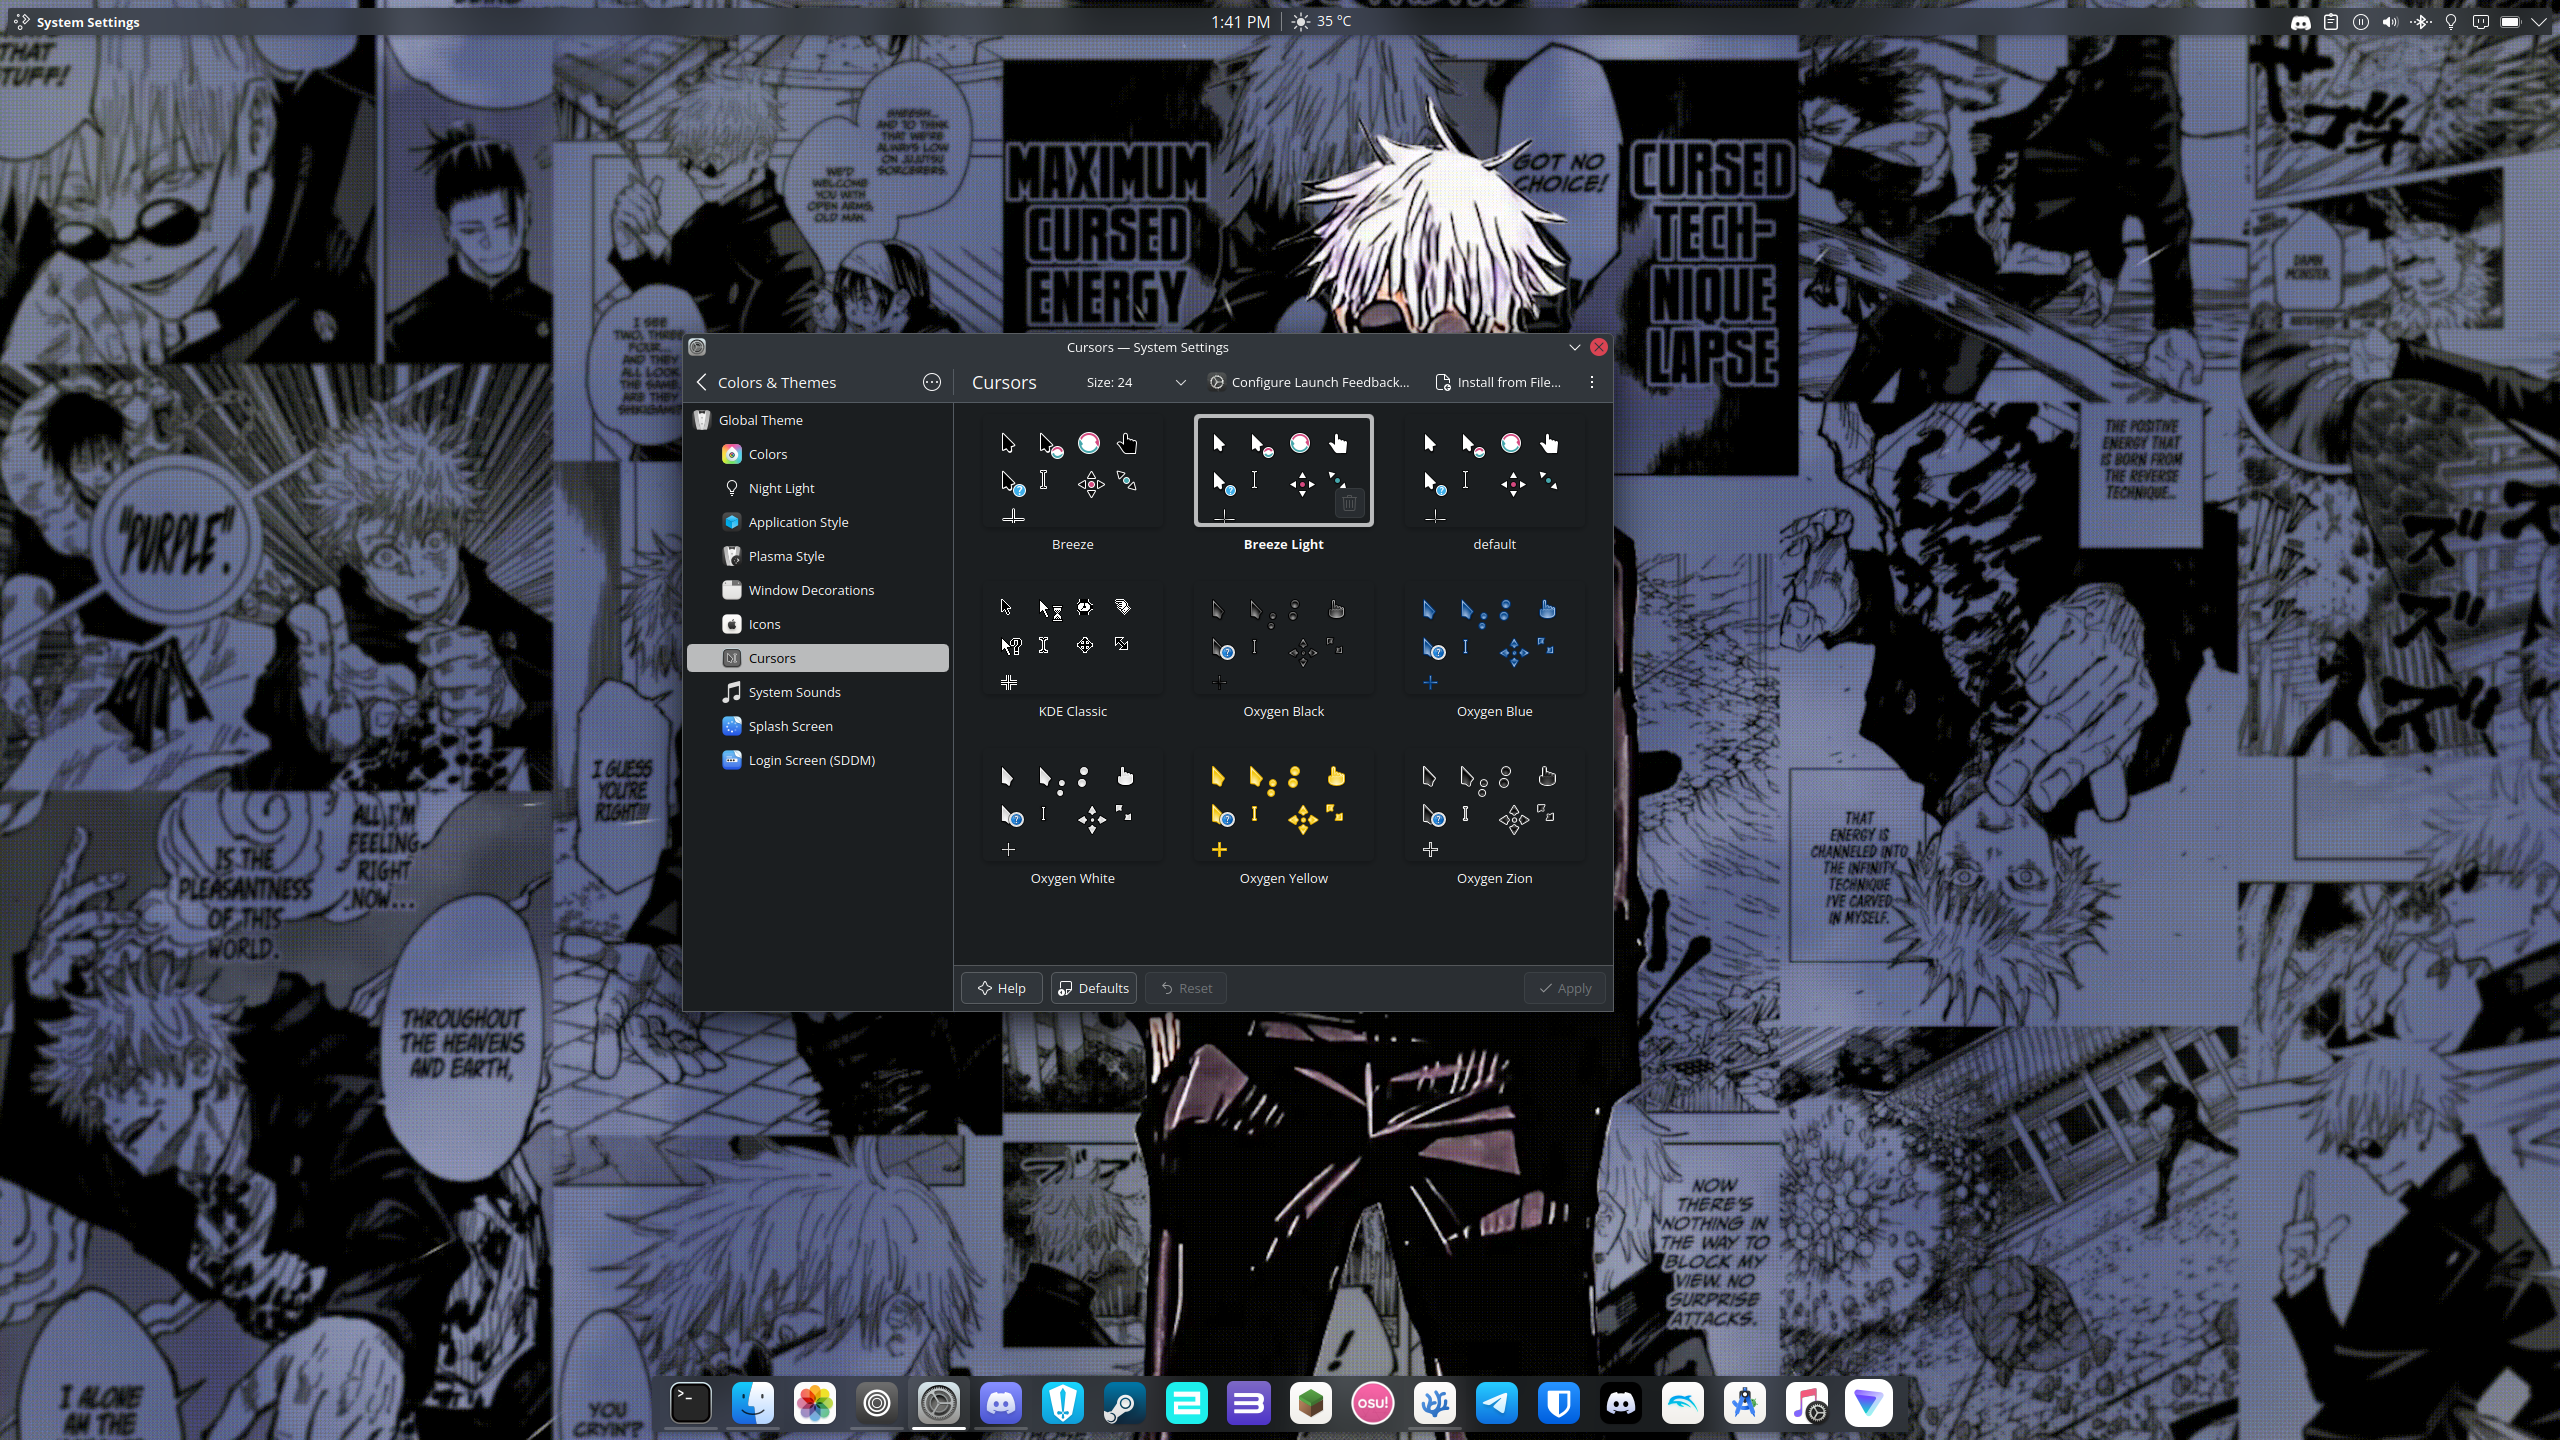 System Settings
1:41 PM
35 °C
THAT
TUFF!
SHEESH...
AND TO THINK
THAT WE'RE
ALWAYS LOW
ON JUJUTSU
SORCERERS.
WE'D
WELCOME
YOU WITH
OPEN ARMS,
OLD MAN.
MAXIMUM
CURSED
ENERGY
GOT NO
CHOICE!
CURSED
TECH-
NIQUE
LAPSE
DAMN
MONSTER.
I SEE
TWO, THREE,
FOUR...
AND THEY
ALL LOOK
THE SAME.
ARE THEY
SHIKIGAMI?
Cursors — System Settings
Colors & Themes
Cursors
Size: 24
Configure Launch Feedback...
Install from File...
Global Theme
Colors
Night Light
Application Style
Plasma Style
Window Decorations
Icons
Cursors
System Sounds
Splash Screen
Login Screen (SDDM)
Breeze
Breeze Light
default
KDE Classic
Oxygen Black
Oxygen Blue
Oxygen White
Oxygen Yellow
Oxygen Zion
Help
Defaults
Reset
Apply
"PURPLE".
THE POSITIVE
ENERGY THAT
IS BORN FROM
THE REVERSE
TECHNIQUE...
I GUESS
YOU'RE
RIGHT!!!
ALL I'M
FEELING
RIGHT
NOW...
IS THE
PLEASANTNESS
OF THIS
WORLD.
THAT
ENERGY IS
CHANNELED INTO
THE INFINITY
TECHNIQUE
I'VE CARVED
IN MYSELF.
THROUGHOUT
THE HEAVENS
AND EARTH,
NOW
THERE'S
NOTHING IN
THE WAY TO
BLOCK MY
VIEW. NO
SURPRISE
ATTACKS.
!
I ALONE
AM THE
YOU
CRYIN'?
osu!